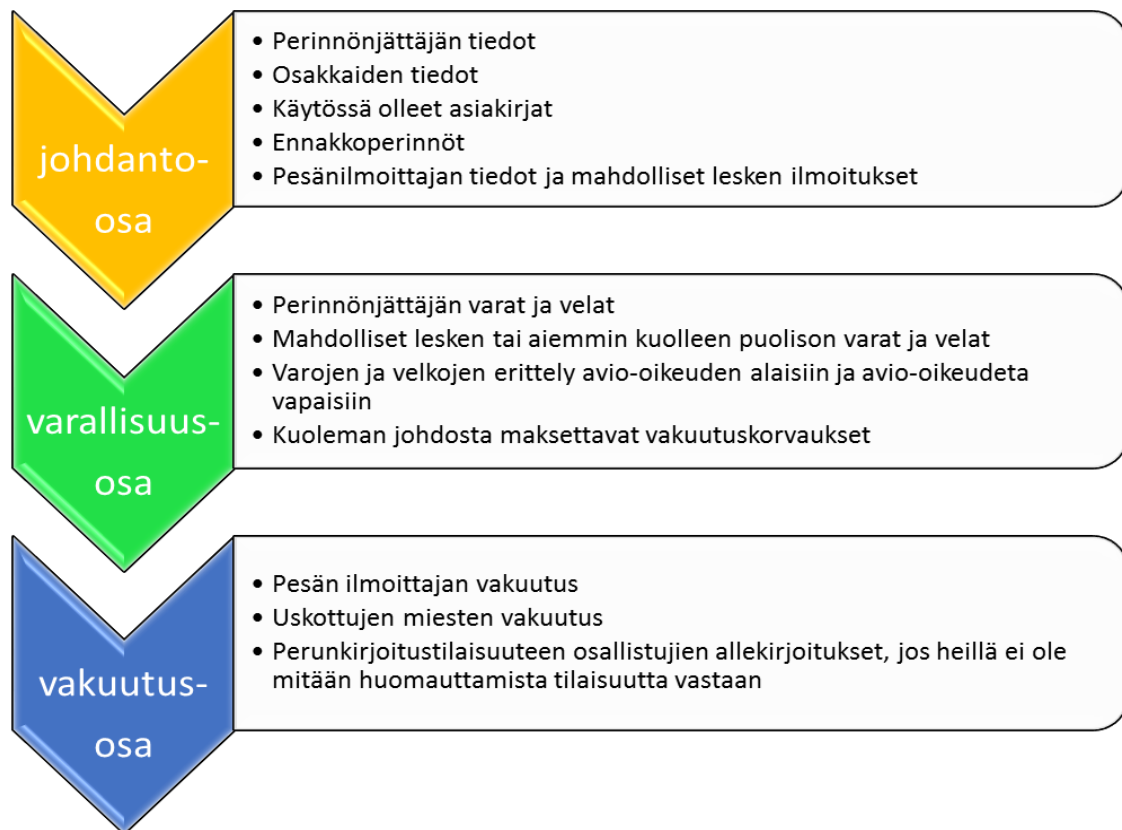 johdanto-
osa
• Perinnönjättäjän tiedot
• Osakkaiden tiedot
• Käytössä olleet asiakirjat
• Ennakkoperinnöt
• Pesänilmoittajan tiedot ja mahdolliset lesken ilmoitukset
varallisuus-
osa
• Perinnönjättäjän varat ja velat
• Mahdolliset lesken tai aiemmin kuolleen puolison varat ja velat
• Varojen ja velkojen erittely avio-oikeuden alaisiin ja avio-oikeudeta
vapaisiin
• Kuoleman johdosta maksettavat vakuutuskorvaukset
vakuutus-
osa
• Pesän ilmoittajan vakuutus
• Uskottujen miesten vakuutus
• Perunkirjoitustilaisuuteen osallistujien allekirjoitukset, jos heillä ei ole
mitään huomauttamista tilaisuutta vastaan